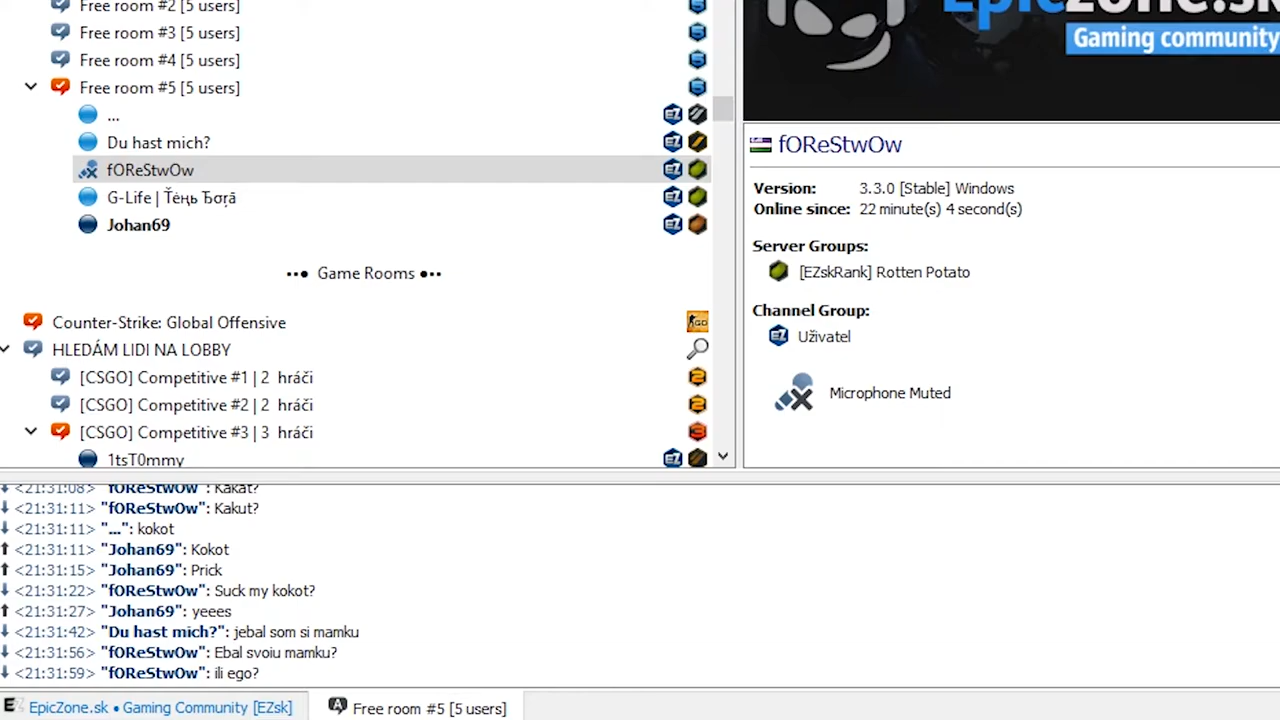 Free room #2 [5 users]
Free room #3 [5 users]
Free room #4 [5 users]
Free room #5 [5 users]
...
Du hast mich?
fOReStwOw
G-Life | Ťėңь Ђσŗā
Johan69
••● Game Rooms ●••
Counter-Strike: Global Offensive
HLEDÁM LIDI NA LOBBY
[CSGO] Competitive #1 | 2 hráči
[CSGO] Competitive #2 | 2 hráči
[CSGO] Competitive #3 | 3 hráči
1tsT0mmy
EpicZone.sk
Gaming community
fOReStwOw
Version: 3.3.0 [Stable] Windows
Online since: 22 minute(s) 4 second(s)
Server Groups:
[EZskRank] Rotten Potato
Channel Group:
Uživatel
Microphone Muted
<21:31:08> "fOReStwOw": Kakat?
<21:31:11> "fOReStwOw": Kakut?
<21:31:11> "...": kokot
<21:31:11> "Johan69": Kokot
<21:31:15> "Johan69": Prick
<21:31:22> "fOReStwOw": Suck my kokot?
<21:31:27> "Johan69": yeees
<21:31:42> "Du hast mich?": jebal som si mamku
<21:31:56> "fOReStwOw": Ebal svoiu mamku?
<21:31:59> "fOReStwOw": ili ego?
EpicZone.sk • Gaming Community [EZsk]
Free room #5 [5 users]